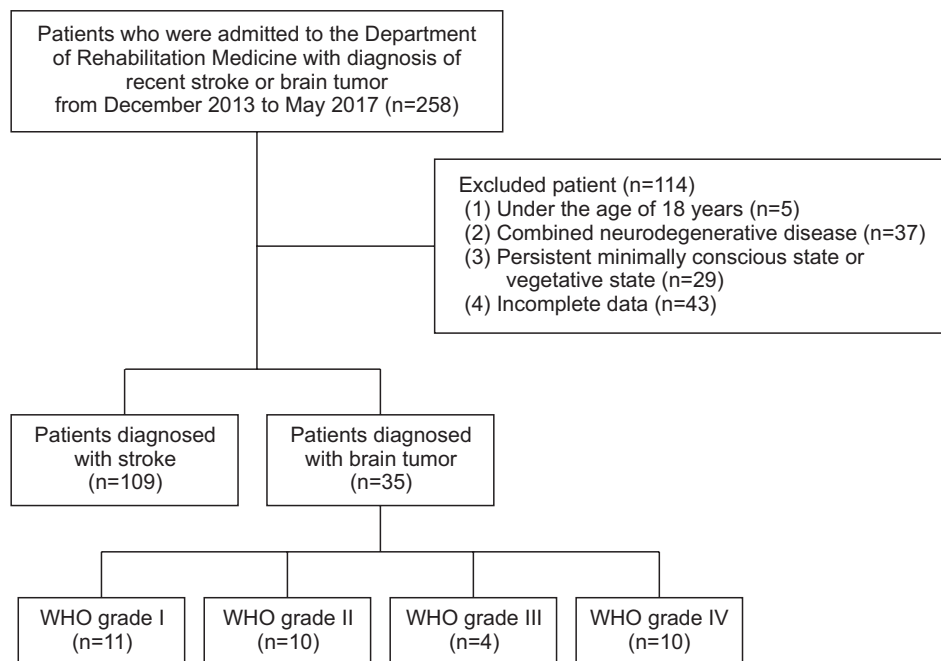 Patients who were admitted to the Department
of Rehabilitation Medicine with diagnosis of
recent stroke or brain tumor
from December 2013 to May 2017 (n=258)
Excluded patient (n=114)
(1) Under the age of 18 years (n=5)
(2) Combined neurodegenerative disease (n=37)
(3) Persistent minimally conscious state or
vegetative state (n=29)
(4) Incomplete data (n=43)
Patients diagnosed
with stroke
(n=109)
Patients diagnosed
with brain tumor
(n=35)
WHO grade I
(n=11)
WHO grade II
(n=10)
WHO grade III
(n=4)
WHO grade IV
(n=10)